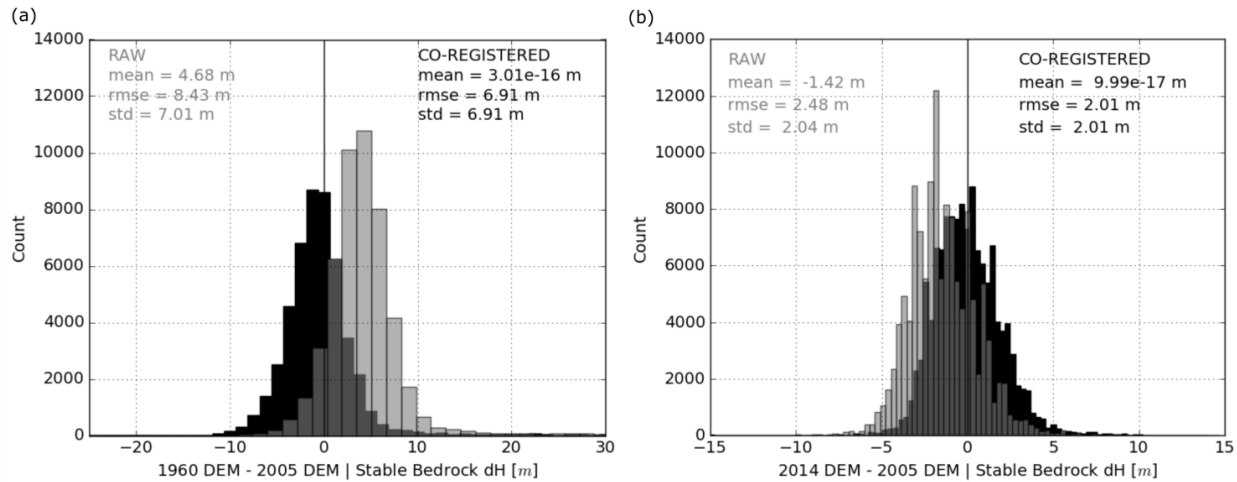 (a)
14000
12000
10000
8000
6000
4000
2000
0
Count
RAW
mean = 4.68 m
rmse = 8.43 m
std = 7.01 m
CO-REGISTERED
mean = 3.01e-16 m
rmse = 6.91 m
std = 6.91 m
−20 −10 0 10 20 30
1960 DEM - 2005 DEM | Stable Bedrock dH [m]
(b)
14000
12000
10000
8000
6000
4000
2000
0
Count
RAW
mean = -1.42 m
rmse = 2.48 m
std = 2.04 m
CO-REGISTERED
mean = 9.99e-17 m
rmse = 2.01 m
std = 2.01 m
−15 −10 −5 0 5 10 15
2014 DEM - 2005 DEM | Stable Bedrock dH [m]